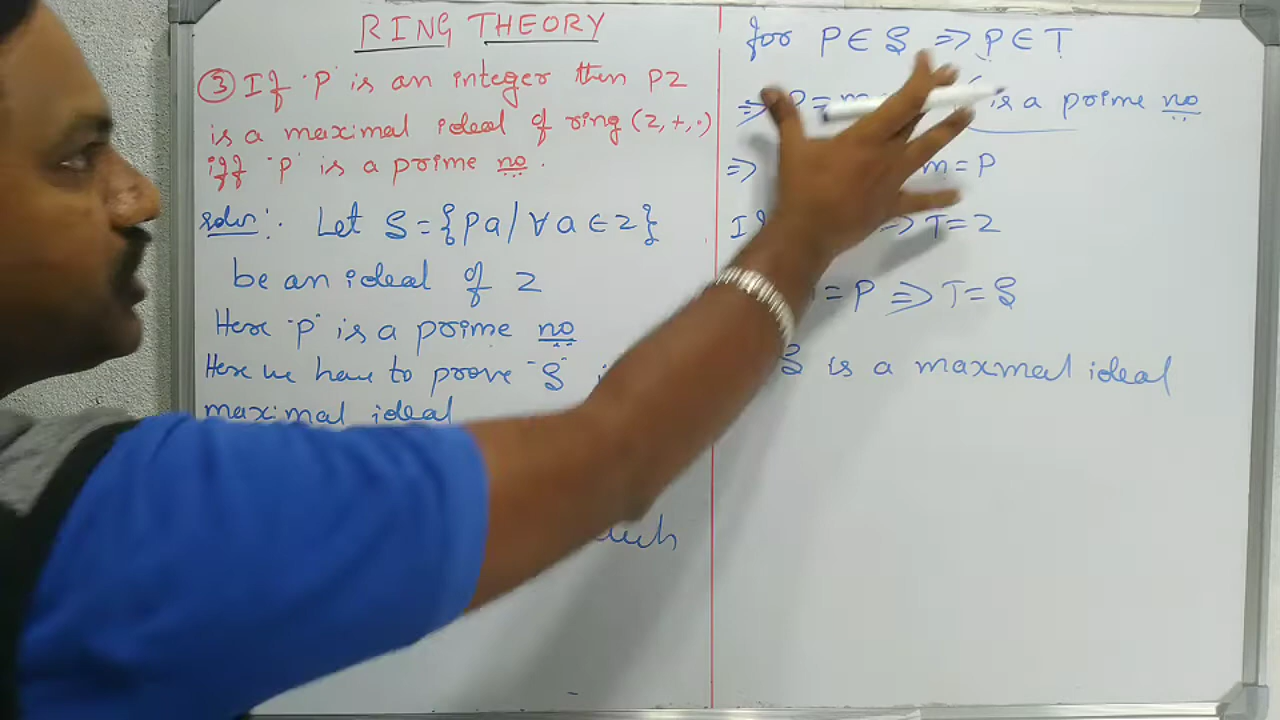 RING THEORY
③ If 'P' is an integer then PZ
is a maximal ideal of ring (Z,+,·)
iff 'P' is a prime no.
soln:- Let S={Pa/∀a∈Z}
be an ideal of Z
Here 'P' is a prime no
Here we have to prove "S"
maximal ideal
such
for P∈S ⇒ P∈T
⇒ P=m is a prime no
⇒ m=P
If ⇒ T=Z
=P ⇒ T=S
S is a maximal ideal